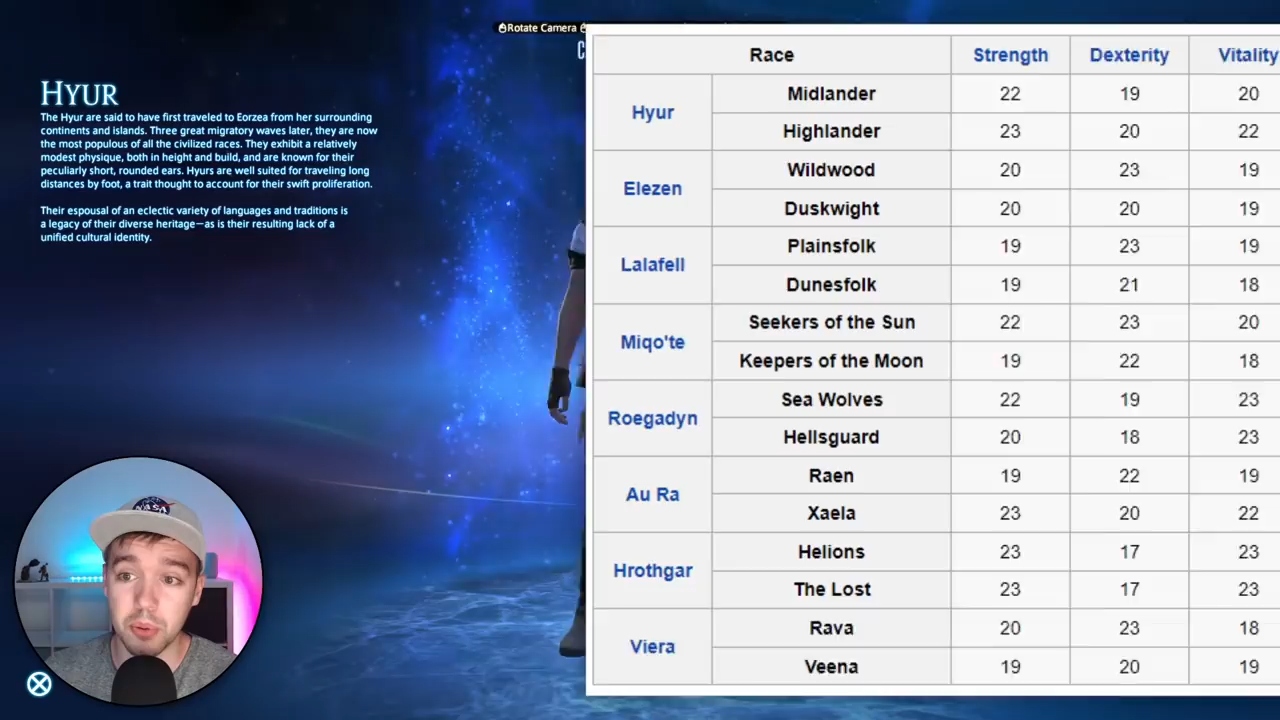 Rotate Camera
C
HYUR
The Hyur are said to have first traveled to Eorzea from her surrounding
continents and islands. Three great migratory waves later, they are now
the most populous of all the civilized races. They exhibit a relatively
modest physique, both in height and build, and are known for their
peculiarly short, rounded ears. Hyurs are well suited for traveling long
distances by foot, a trait thought to account for their swift proliferation.
Their espousal of an eclectic variety of languages and traditions is
a legacy of their diverse heritage—as is their resulting lack of a
unified cultural identity.
Race Strength Dexterity Vitality
Hyur Midlander 22 19 20
Highlander 23 20 22
Elezen Wildwood 20 23 19
Duskwight 20 20 19
Lalafell Plainsfolk 19 23 19
Dunesfolk 19 21 18
Miqo'te Seekers of the Sun 22 23 20
Keepers of the Moon 19 22 18
Roegadyn Sea Wolves 22 19 23
Hellsguard 20 18 23
Au Ra Raen 19 22 19
Xaela 23 20 22
Hrothgar Helions 23 17 23
The Lost 23 17 23
Viera Rava 20 23 18
Veena 19 20 19
NASA